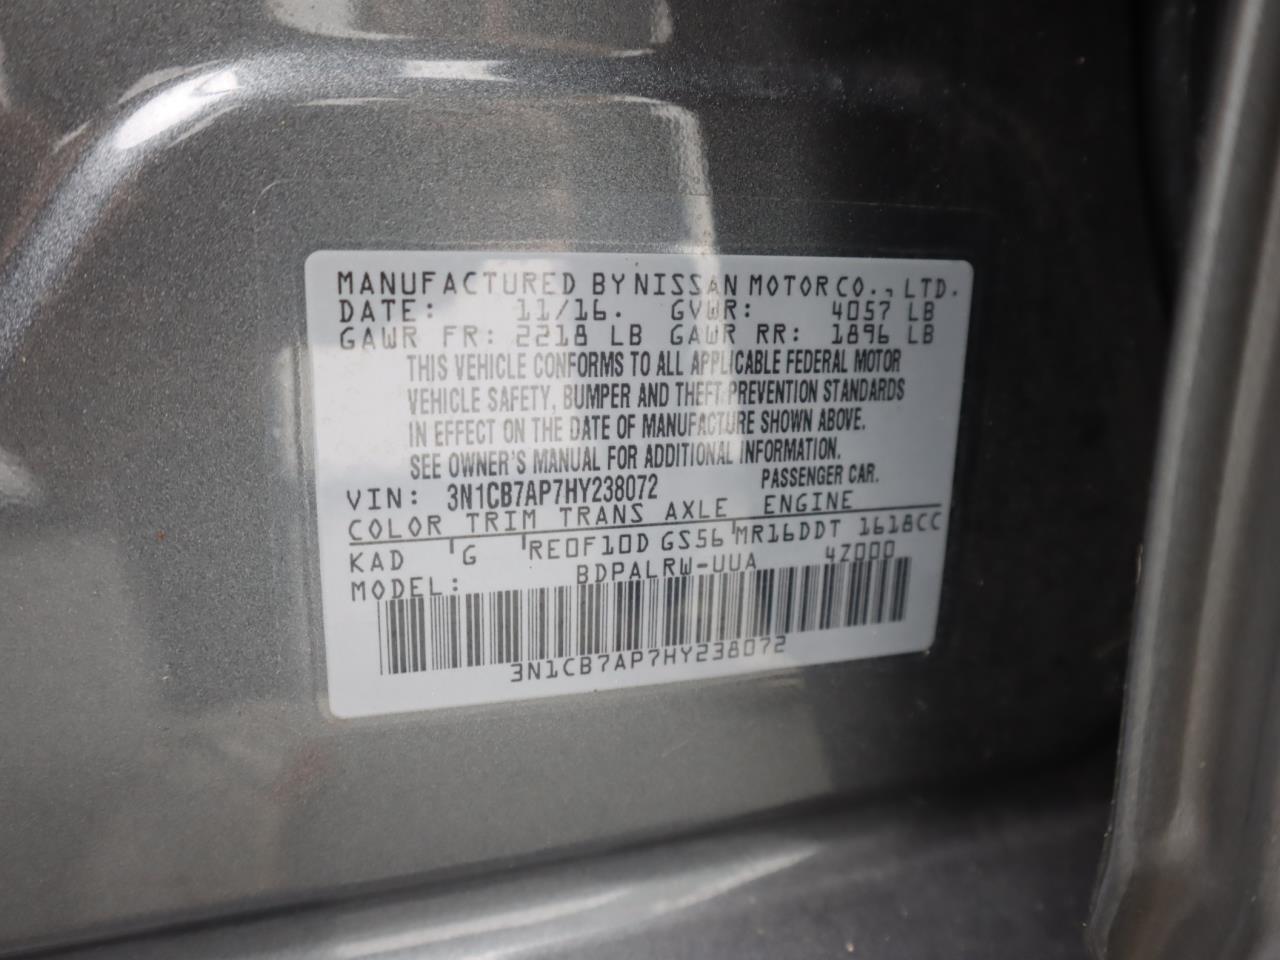 MANUFACTURED BY NISSAN MOTOR CO., LTD.
DATE: 11/16. GVWR: 4057 LB
GAWR FR: 2218 LB GAWR RR: 1896 LB
THIS VEHICLE CONFORMS TO ALL APPLICABLE FEDERAL MOTOR
VEHICLE SAFETY, BUMPER AND THEFT PREVENTION STANDARDS
IN EFFECT ON THE DATE OF MANUFACTURE SHOWN ABOVE.
SEE OWNER'S MANUAL FOR ADDITIONAL INFORMATION.
VIN: 3N1CB7AP7HY238072 PASSENGER CAR.
COLOR TRIM TRANS AXLE ENGINE
KAD G RE0F10D GS56 MR16DDT 1618CC
MODEL: BDPALRW-UUA 4Z000
3N1CB7AP7HY238072